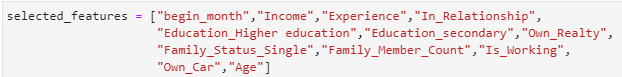 selected_features = ["begin_month","Income","Experience","In_Relationship",
"Education_Higher education","Education_secondary","Own_Realty",
"Family_Status_Single","Family_Member_Count","Is_Working",
"Own_Car","Age"]